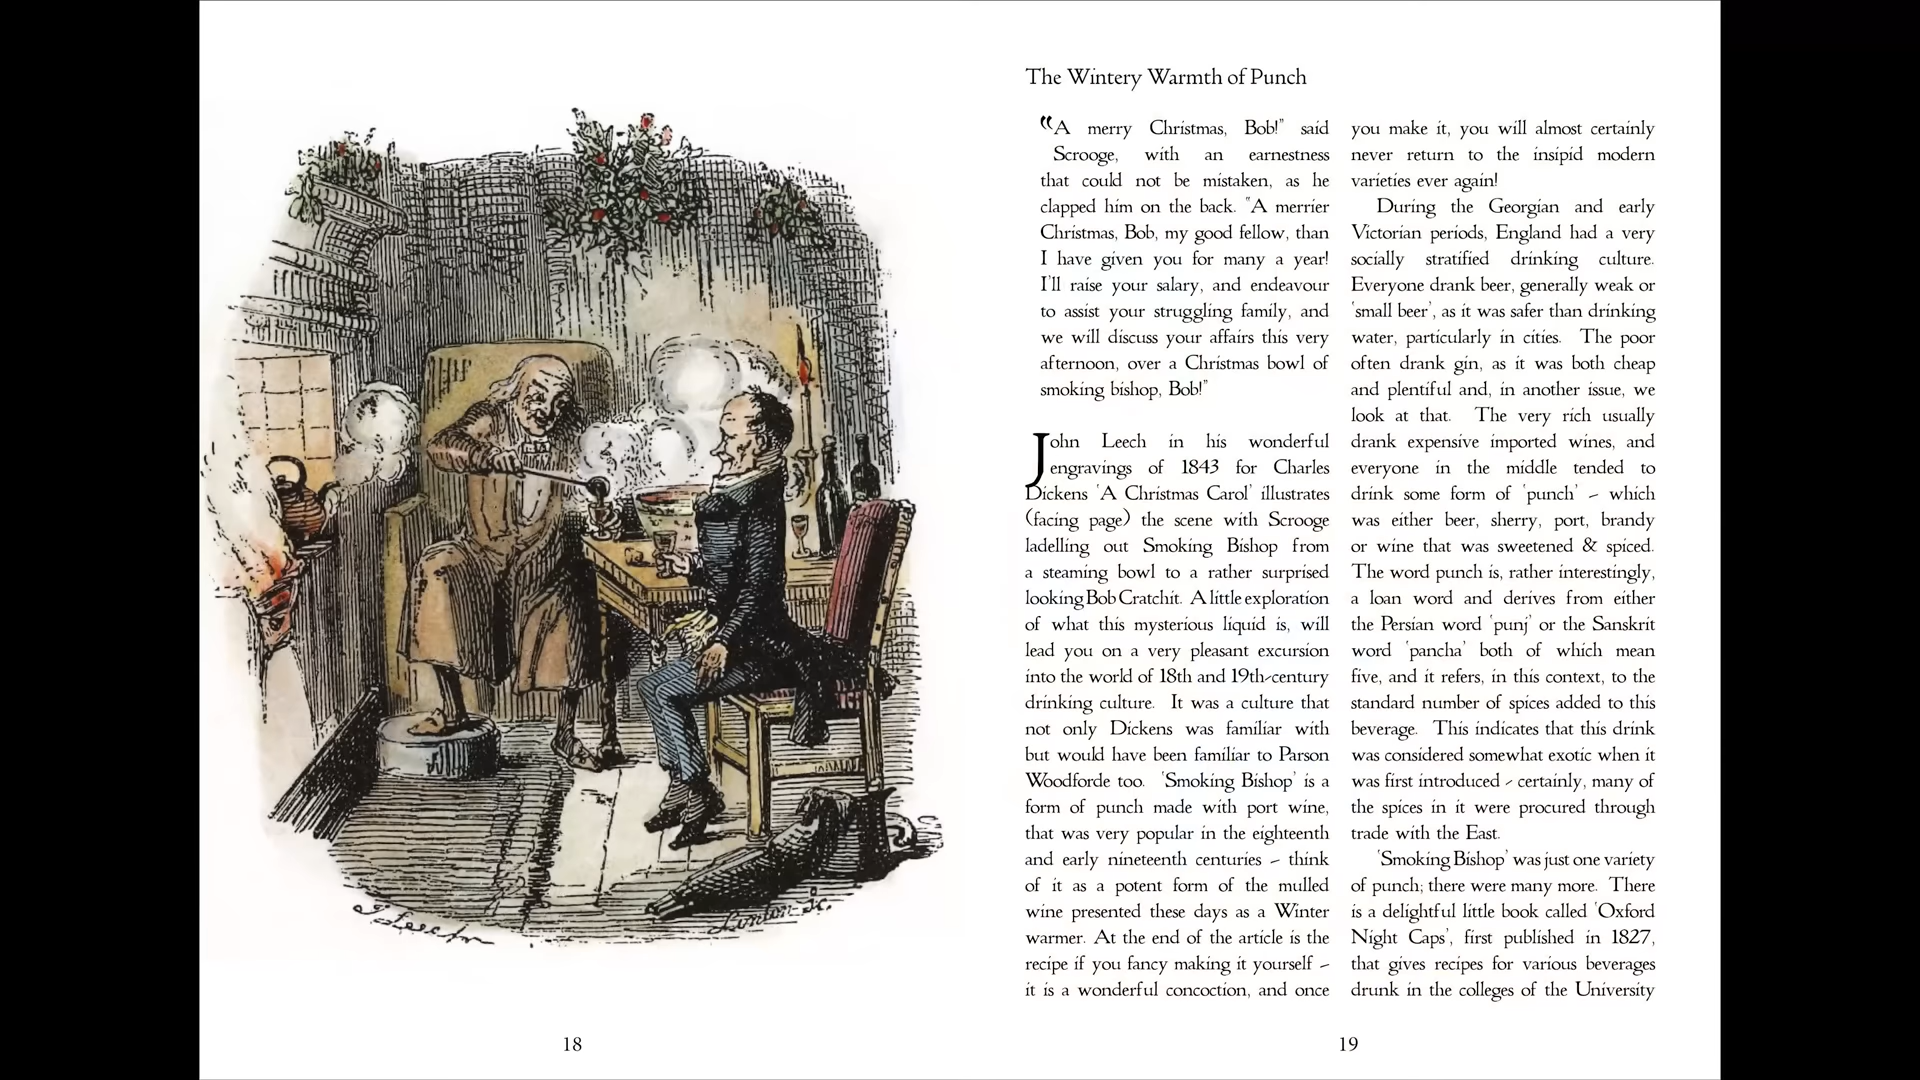 The Wintery Warmth of Punch
“A merry Christmas, Bob!” said
Scrooge, with an earnestness
that could not be mistaken, as he
clapped him on the back. “A merrier
Christmas, Bob, my good fellow, than
I have given you for many a year!
I’ll raise your salary, and endeavour
to assist your struggling family, and
we will discuss your affairs this very
afternoon, over a Christmas bowl of
smoking bishop, Bob!”
John Leech in his wonderful
engravings of 1843 for Charles
Dickens ‘A Christmas Carol’ illustrates
(facing page) the scene with Scrooge
ladelling out Smoking Bishop from
a steaming bowl to a rather surprised
looking Bob Cratchit. A little exploration
of what this mysterious liquid is, will
lead you on a very pleasant excursion
into the world of 18th and 19th-century
drinking culture. It was a culture that
not only Dickens was familiar with
but would have been familiar to Parson
Woodforde too. ‘Smoking Bishop’ is a
form of punch made with port wine,
that was very popular in the eighteenth
and early nineteenth centuries – think
of it as a potent form of the mulled
wine presented these days as a Winter
warmer. At the end of the article is the
recipe if you fancy making it yourself –
it is a wonderful concoction, and once
you make it, you will almost certainly
never return to the insipid modern
varieties ever again!
During the Georgian and early
Victorian periods, England had a very
socially stratified drinking culture.
Everyone drank beer, generally weak or
‘small beer’, as it was safer than drinking
water, particularly in cities. The poor
often drank gin, as it was both cheap
and plentiful and, in another issue, we
look at that. The very rich usually
drank expensive imported wines, and
everyone in the middle tended to
drink some form of ‘punch’ – which
was either beer, sherry, port, brandy
or wine that was sweetened & spiced.
The word punch is, rather interestingly,
a loan word and derives from either
the Persian word ‘punj’ or the Sanskrit
word ‘pancha’ both of which mean
five, and it refers, in this context, to the
standard number of spices added to this
beverage. This indicates that this drink
was considered somewhat exotic when it
was first introduced - certainly, many of
the spices in it were procured through
trade with the East.
‘Smoking Bishop’ was just one variety
of punch; there were many more. There
is a delightful little book called ‘Oxford
Night Caps’, first published in 1827,
that gives recipes for various beverages
drunk in the colleges of the University
J Leech
Linton Sc.
18
19